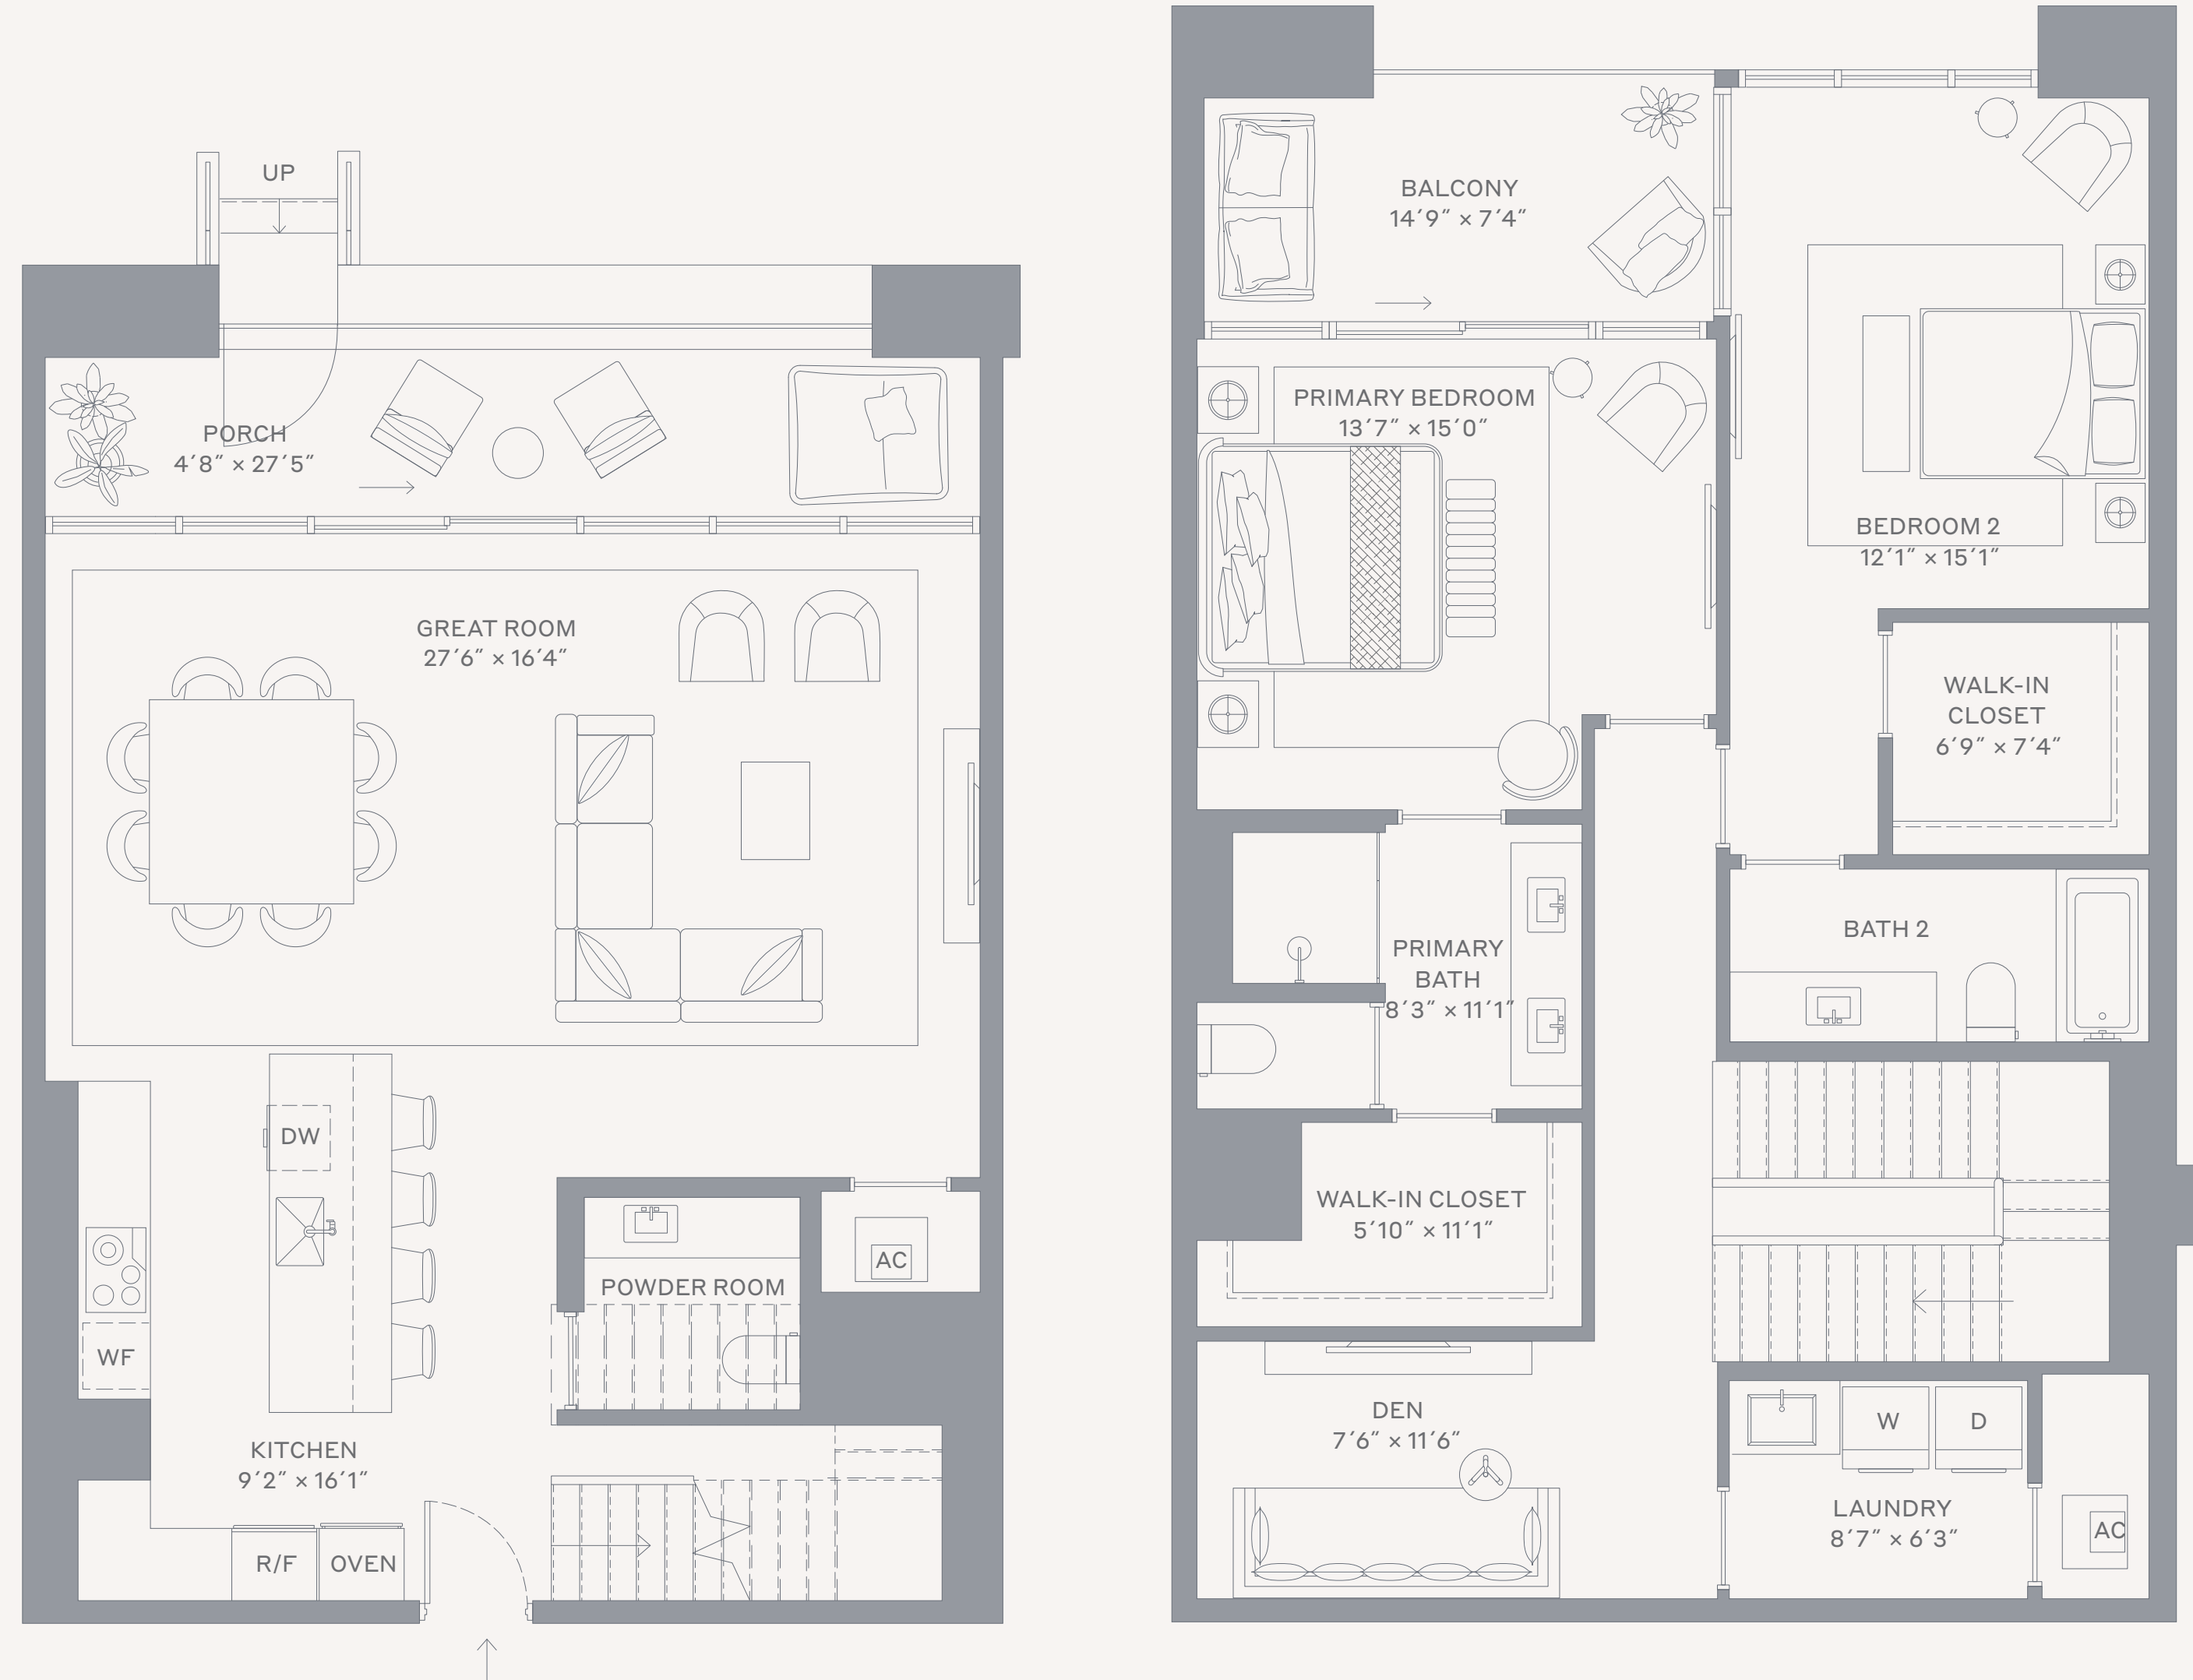 UP
PORCH
4′8″ × 27′5″
GREAT ROOM
27′6″ × 16′4″
DW
AC
POWDER ROOM
WF
KITCHEN
9′2″ × 16′1″
R/F
OVEN
BALCONY
14′9″ × 7′4″
PRIMARY BEDROOM
13′7″ × 15′0″
BEDROOM 2
12′1″ × 15′1″
WALK-IN
CLOSET
6′9″ × 7′4″
BATH 2
PRIMARY
BATH
8′3″ × 11′1″
WALK-IN CLOSET
5′10″ × 11′1″
DEN
7′6″ × 11′6″
W
D
LAUNDRY
8′7″ × 6′3″
AC